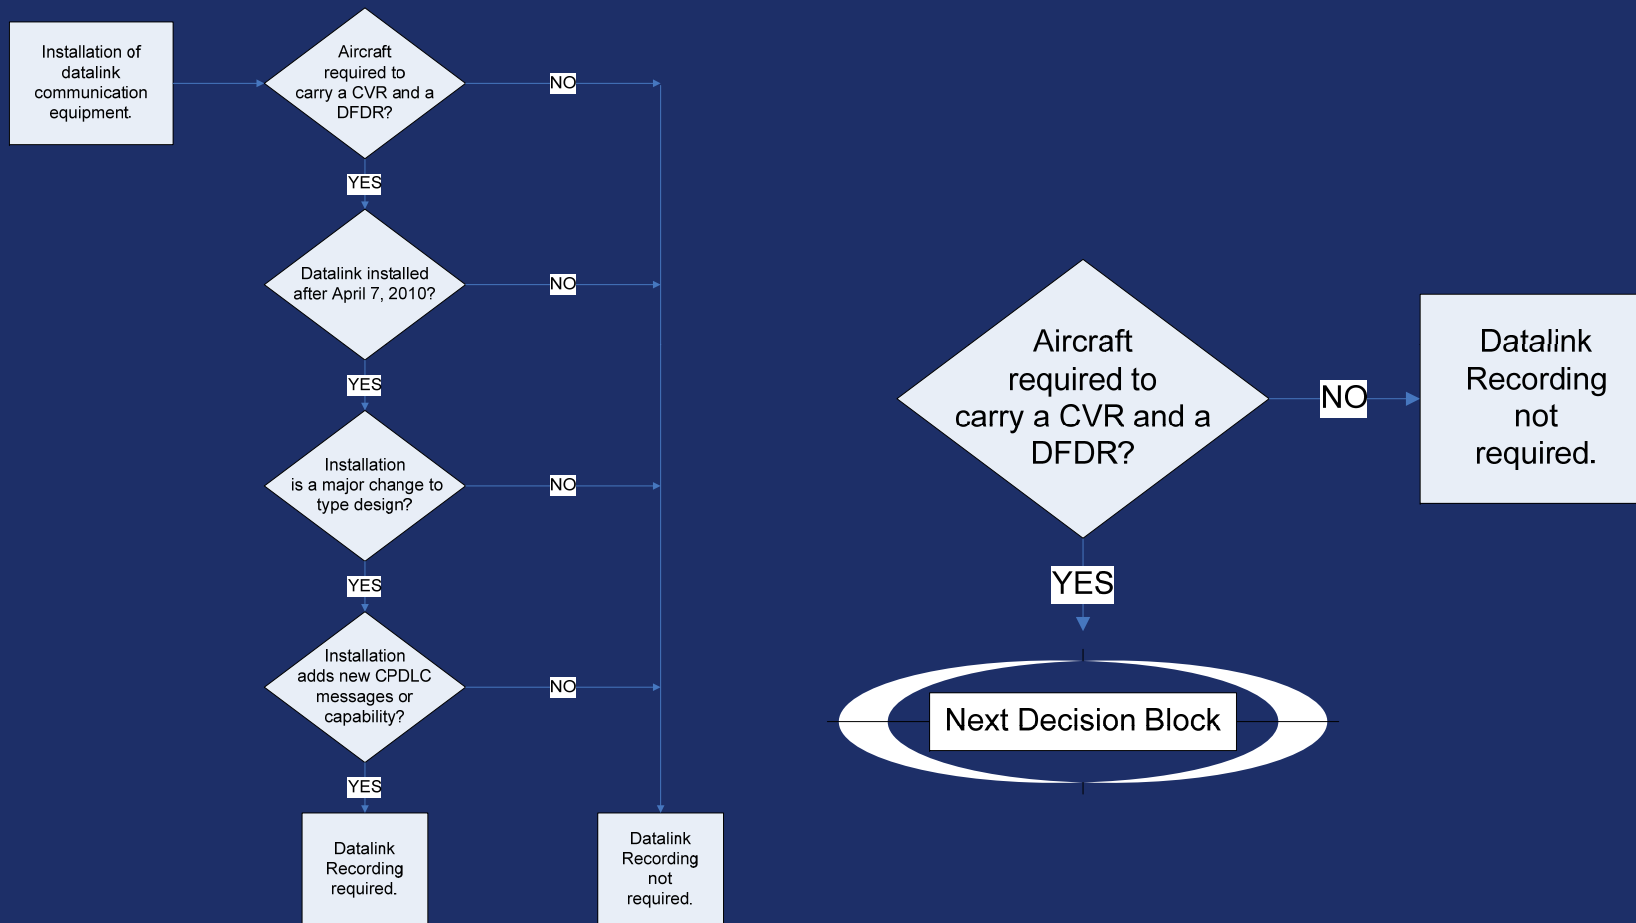 Installation of
datalink
communication
equipment.
Aircraft
required to
carry a CVR and a
DFDR?
NO
YES
Datalink installed
after April 7, 2010?
NO
YES
Installation
is a major change to
type design?
NO
YES
Installation
adds new CPDLC
messages or
capability?
NO
YES
Datalink
Recording
required.
Datalink
Recording
not
required.
Aircraft
required to
carry a CVR and a
DFDR?
NO
Datalink
Recording
not
required.
YES
Next Decision Block